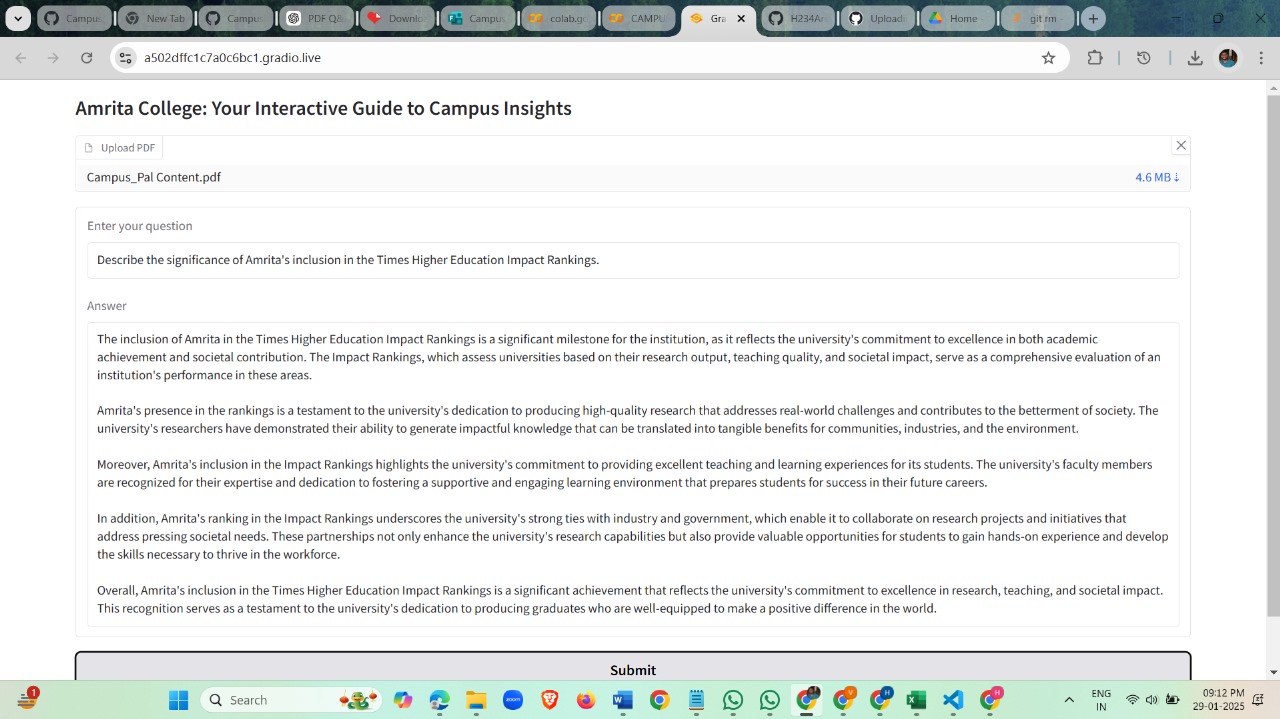 Campus
New Tab
Campus
PDF Q&
Downlo
Campus
colab.go
CAMPU
Gra
H234Ar
Uploadi
Home -
git.rm -
a502dffc1c7a0c6bc1.gradio.live
Amrita College: Your Interactive Guide to Campus Insights
Upload PDF
Campus_Pal Content.pdf
4.6 MB ↓
Enter your question
Describe the significance of Amrita's inclusion in the Times Higher Education Impact Rankings.
Answer
The inclusion of Amrita in the Times Higher Education Impact Rankings is a significant milestone for the institution, as it reflects the university's commitment to excellence in both academic
achievement and societal contribution. The Impact Rankings, which assess universities based on their research output, teaching quality, and societal impact, serve as a comprehensive evaluation of an
institution's performance in these areas.
Amrita's presence in the rankings is a testament to the university's dedication to producing high-quality research that addresses real-world challenges and contributes to the betterment of society. The
university's researchers have demonstrated their ability to generate impactful knowledge that can be translated into tangible benefits for communities, industries, and the environment.
Moreover, Amrita's inclusion in the Impact Rankings highlights the university's commitment to providing excellent teaching and learning experiences for its students. The university's faculty members
are recognized for their expertise and dedication to fostering a supportive and engaging learning environment that prepares students for success in their future careers.
In addition, Amrita's ranking in the Impact Rankings underscores the university's strong ties with industry and government, which enable it to collaborate on research projects and initiatives that
address pressing societal needs. These partnerships not only enhance the university's research capabilities but also provide valuable opportunities for students to gain hands-on experience and develop
the skills necessary to thrive in the workforce.
Overall, Amrita's inclusion in the Times Higher Education Impact Rankings is a significant achievement that reflects the university's commitment to excellence in research, teaching, and societal impact.
This recognition serves as a testament to the university's dedication to producing graduates who are well-equipped to make a positive difference in the world.
Submit
1
Search
zoom
V
H
H
ENG
IN
09:12 PM
29-01-2025